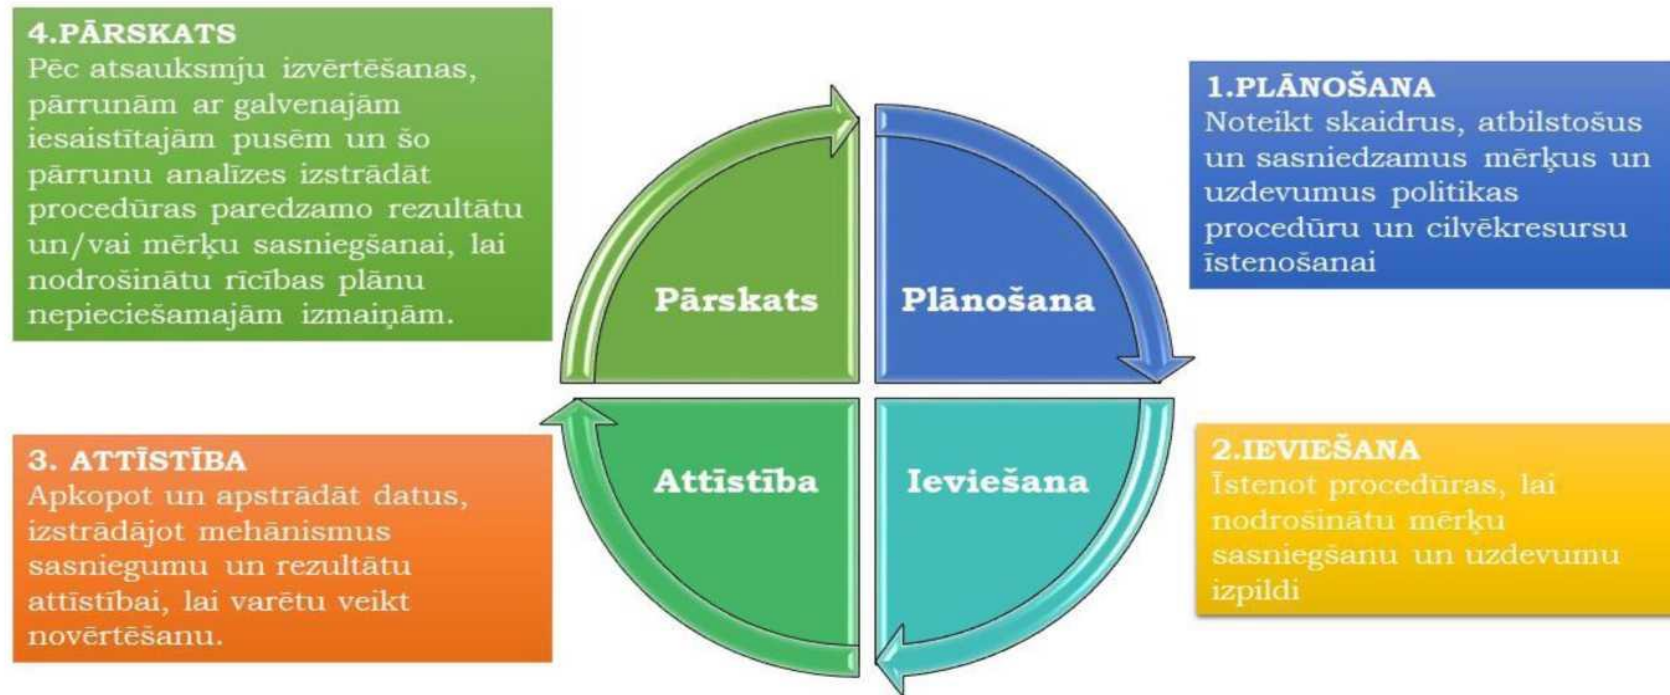 4.PĀRSKATS
Pēc atsauksmju izvērtēšanas,
pārrunām ar galvenajām
iesaistītajām pusēm un šo
pārrunu analīzes izstrādāt
procedūras paredzamo rezultātu
un/vai mērķu sasniegšanai, lai
nodrošinātu rīcības plānu
nepieciešamajām izmaiņām.
1.PLĀNOŠANA
Noteikt skaidrus, atbilstošus
un sasniedzamus mērķus un
uzdevumus politikas
procedūru un cilvēkresursu
īstenošanai
Pārskats
Plānošana
Attīstība
Ieviešana
3. ATTĪSTĪBA
Apkopot un apstrādāt datus,
izstrādājot mehānismus
sasniegumu un rezultātu
attīstībai, lai varētu veikt
novērtēšanu.
2.IEVIEŠANA
Īstenot procedūras, lai
nodrošinātu mērķu
sasniegšanu un uzdevumu
izpildi